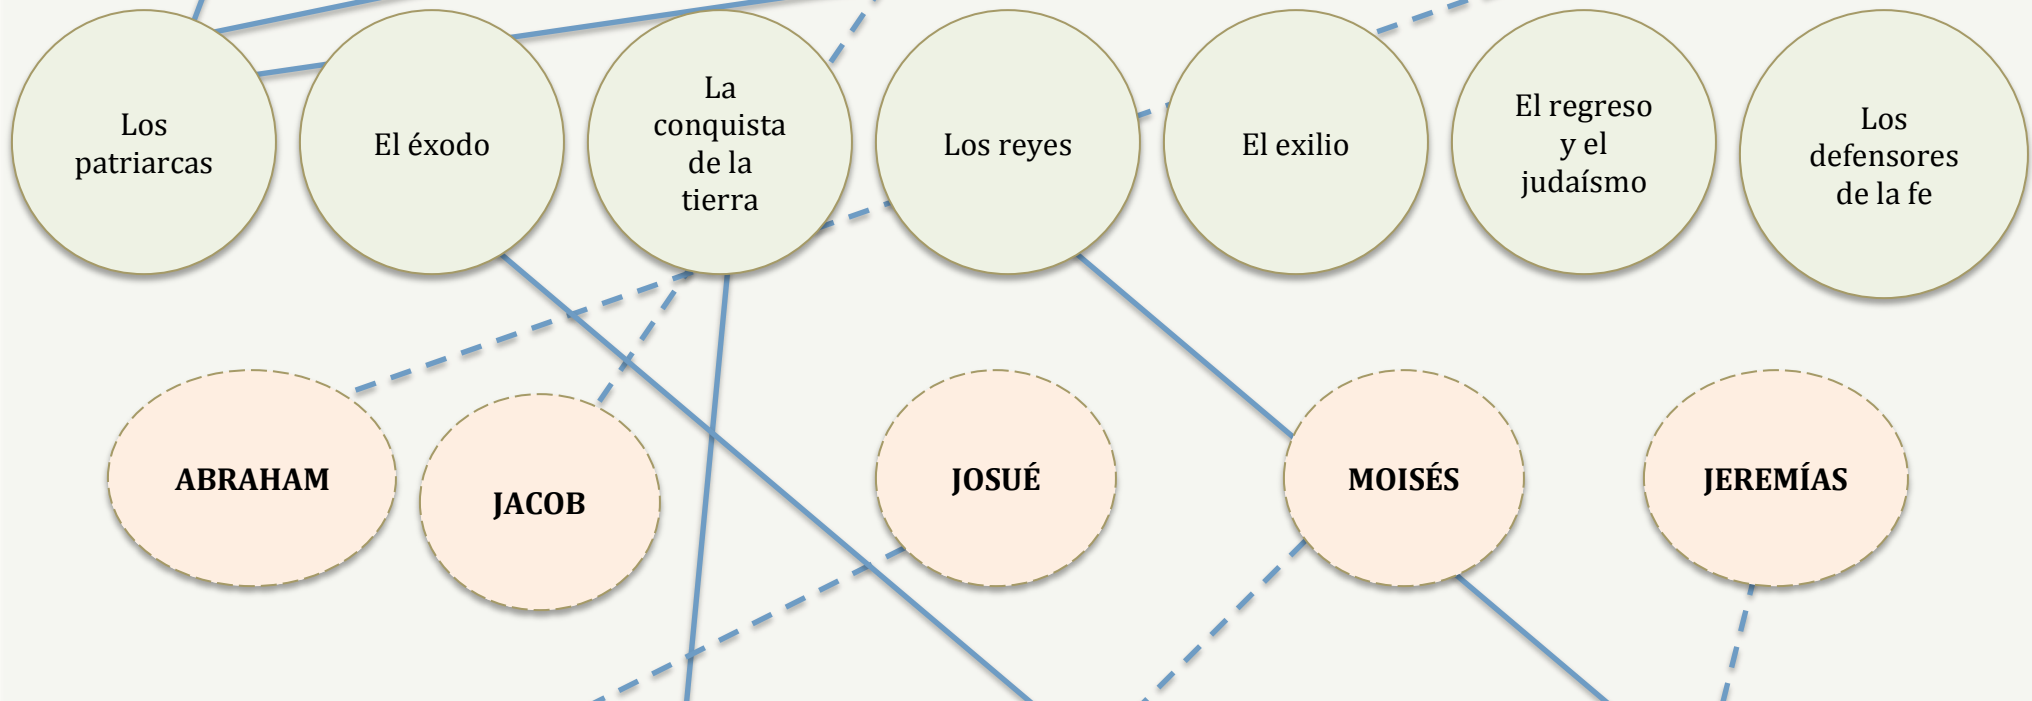 Los
patriarcas
El éxodo
La
conquista
de la
tierra
Los reyes
El exilio
El regreso
y el
judaísmo
Los
defensores
de la fe
ABRAHAM
JACOB
JOSUÉ
MOISÉS
JEREMÍAS